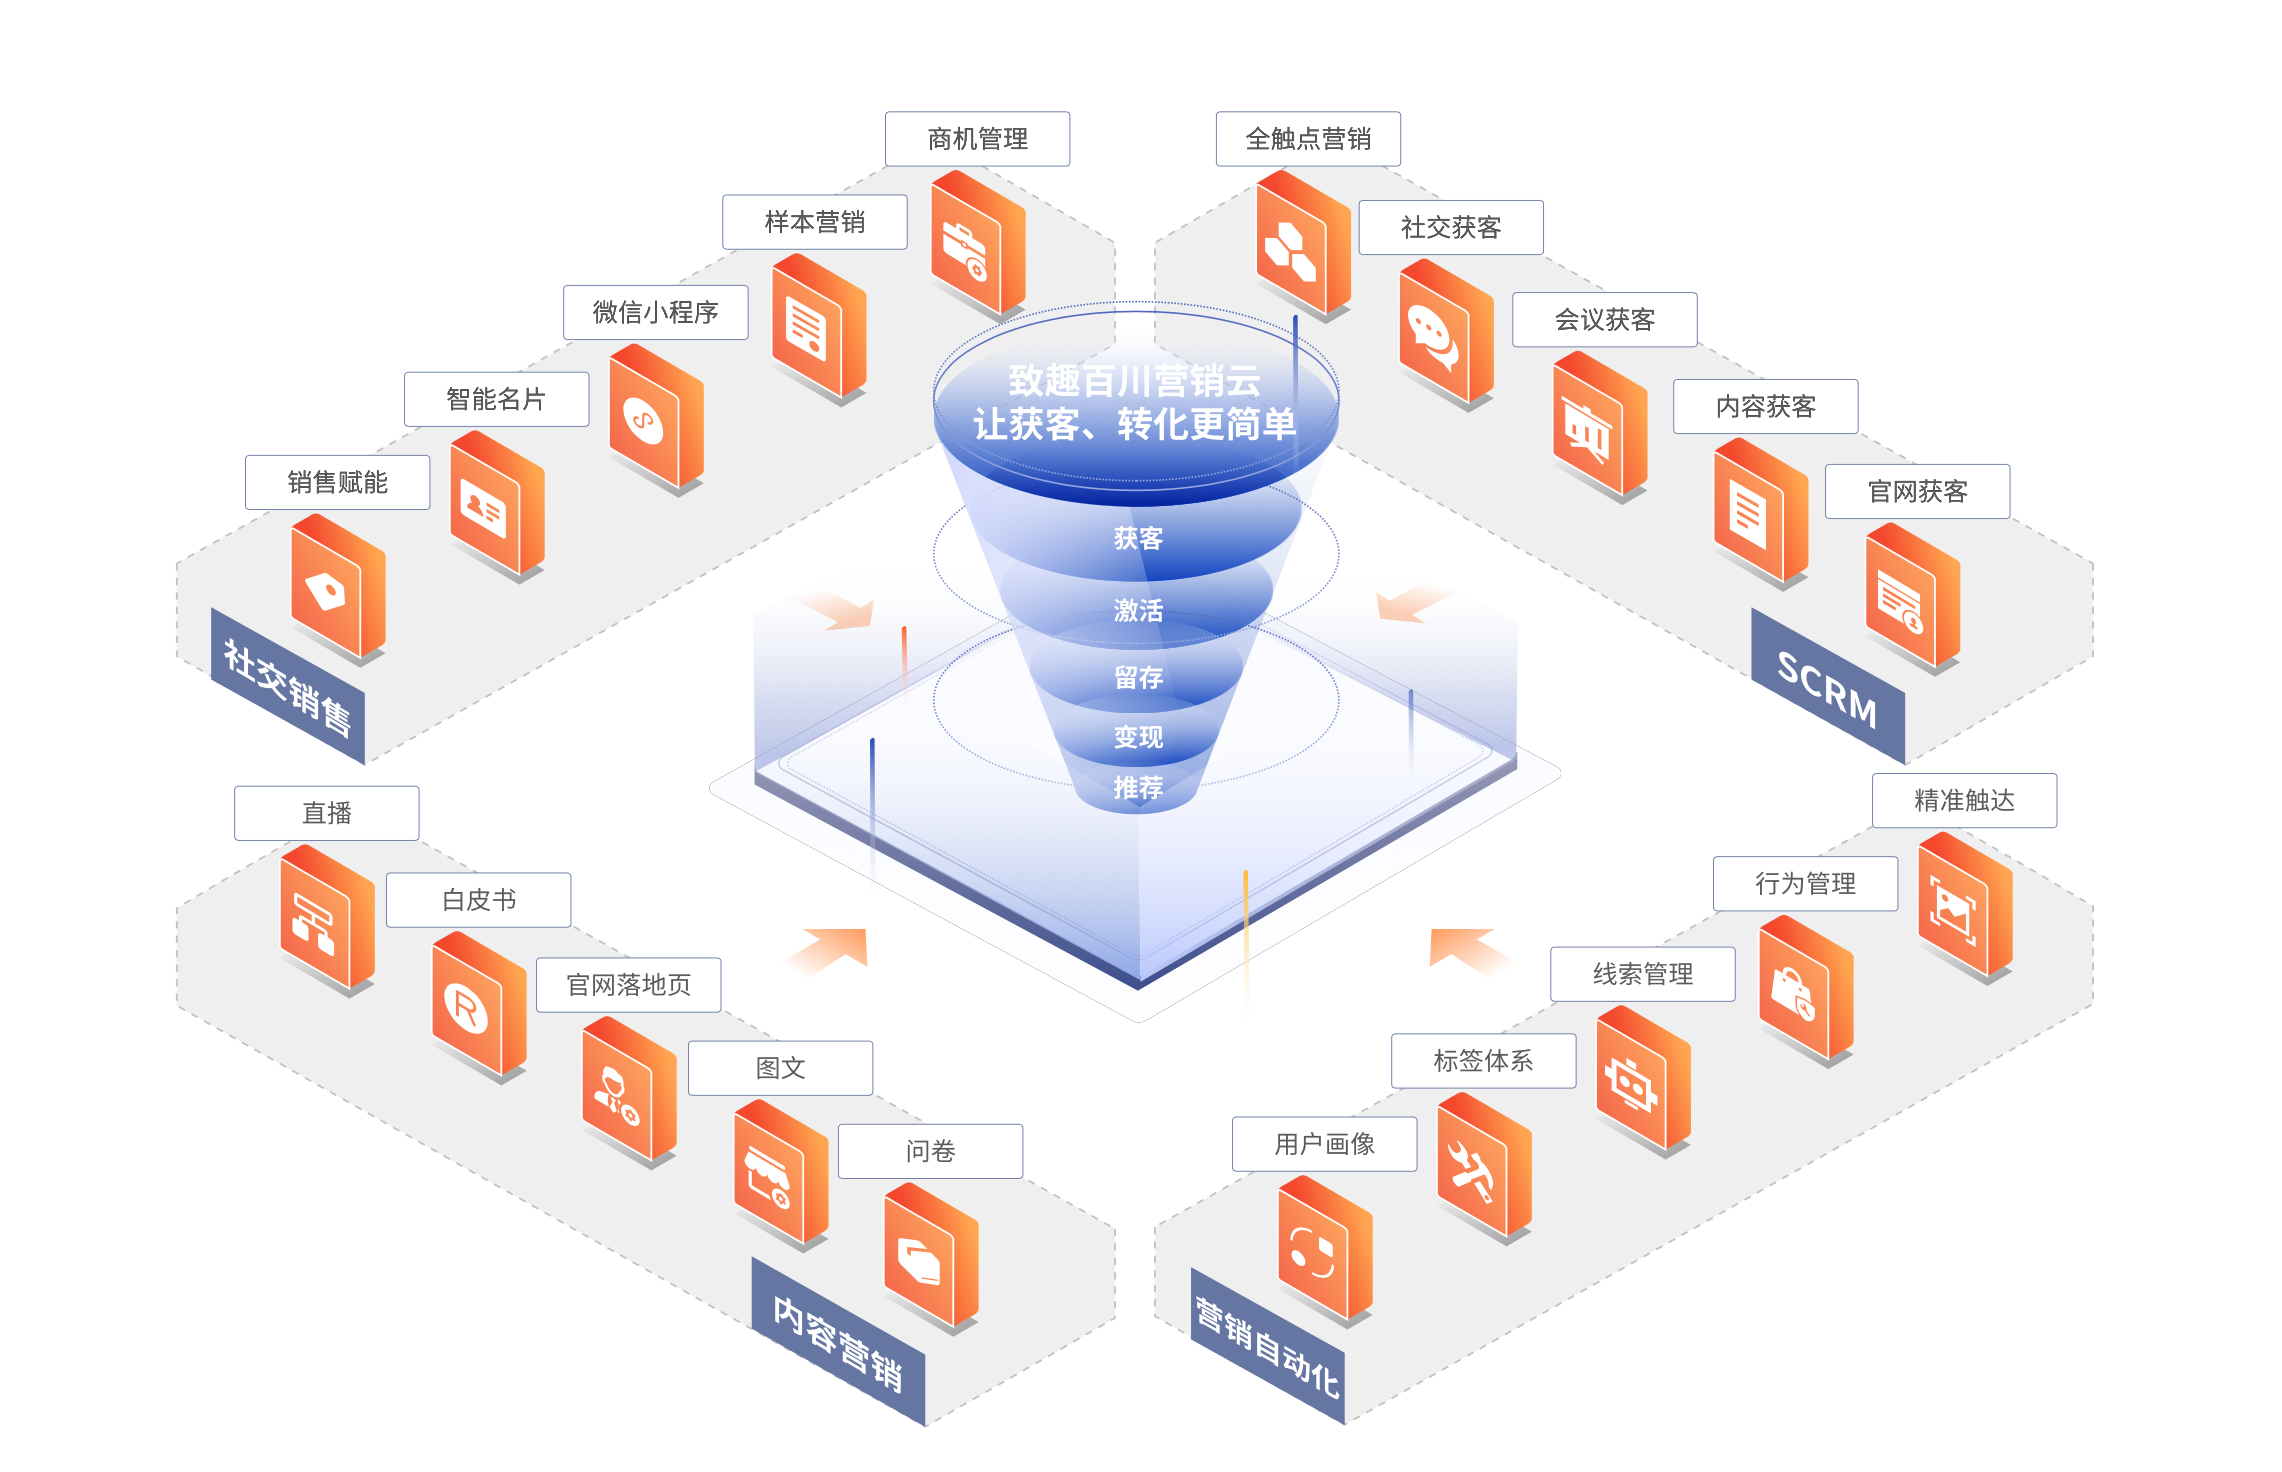 商机管理
样本营销
微信小程序
智能名片
销售赋能
社交销售
全触点营销
社交获客
会议获客
内容获客
官网获客
SCRM
致趣百川营销云
让获客、转化更简单
获客
激活
留存
变现
推荐
直播
白皮书
官网落地页
图文
问卷
内容营销
精准触达
行为管理
线索管理
标签体系
用户画像
营销自动化